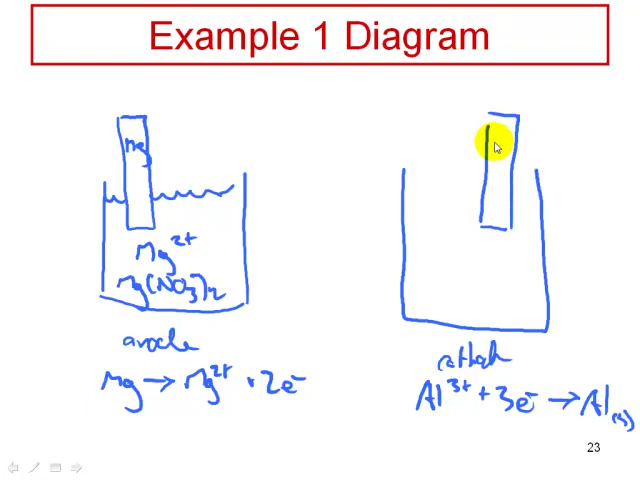 Example 1 Diagram
Mg
Mg²⁺
Mg(NO₃)₂
anode
cathode
Mg → Mg²⁺ + 2e⁻
Al³⁺ + 3e⁻ → Al(s)
23